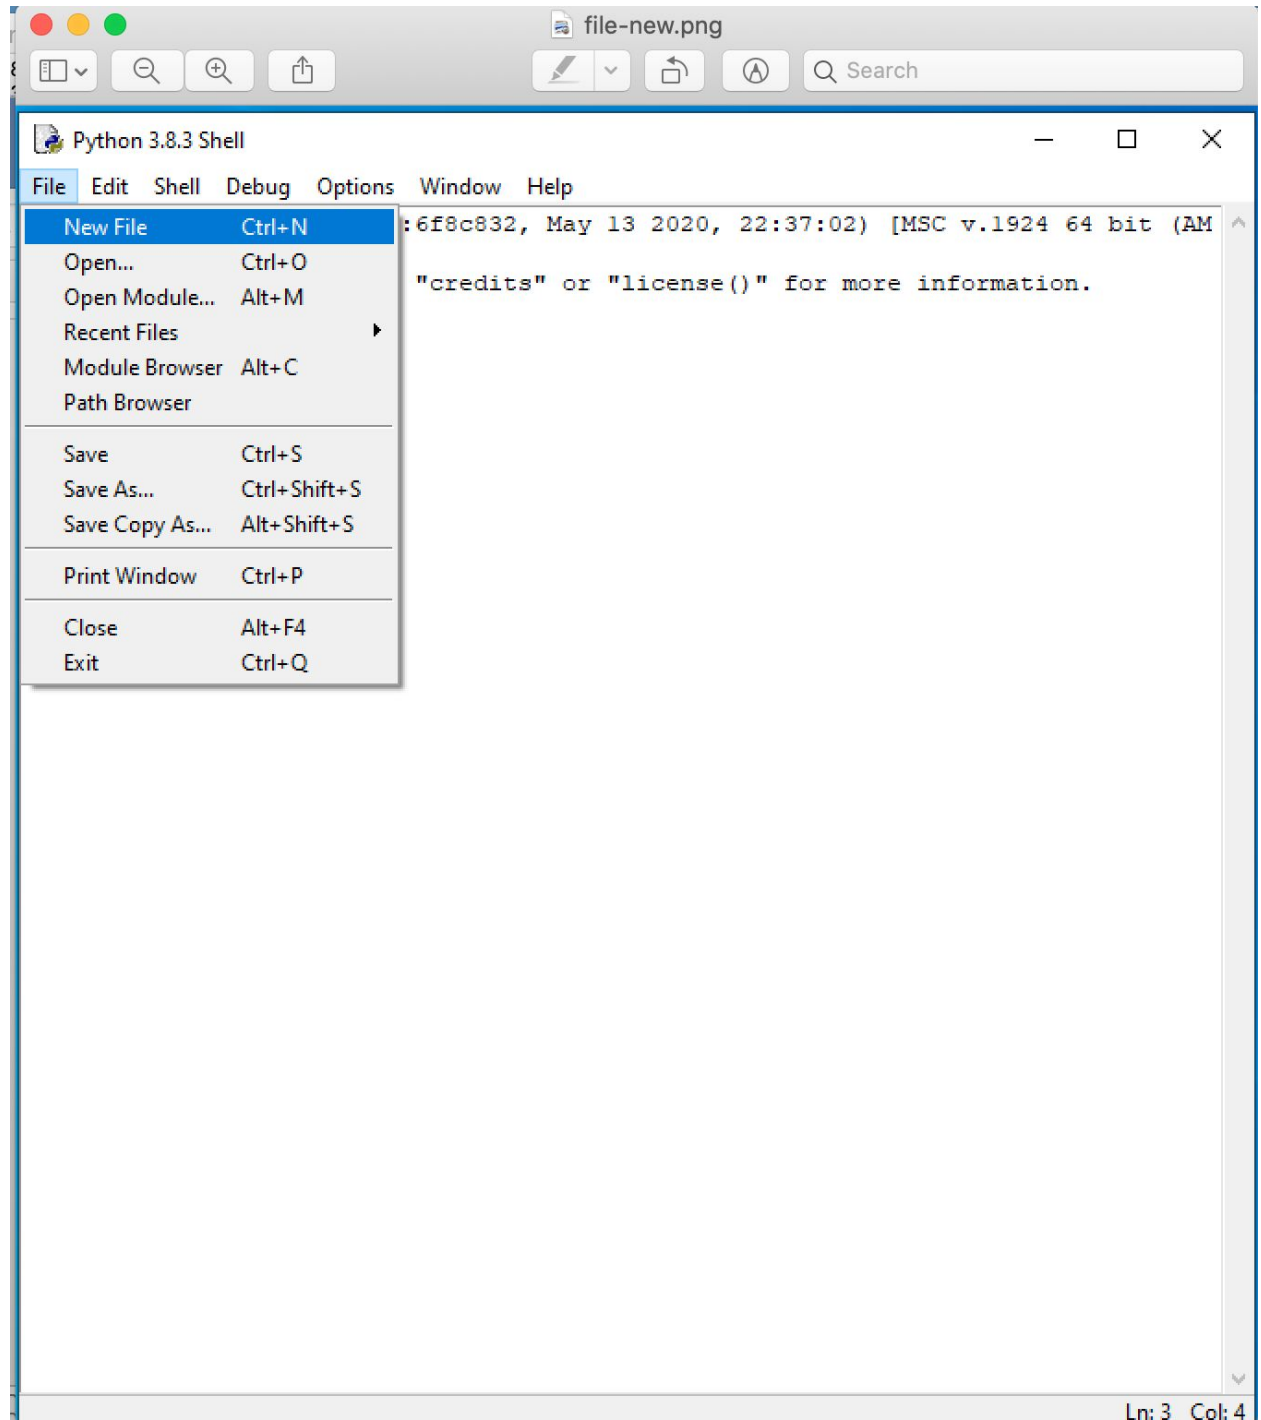 file-new.png
Search
Python 3.8.3 Shell
File Edit Shell Debug Options Window Help
New File Ctrl+N
Open... Ctrl+O
Open Module... Alt+M
Recent Files
Module Browser Alt+C
Path Browser
Save Ctrl+S
Save As... Ctrl+Shift+S
Save Copy As... Alt+Shift+S
Print Window Ctrl+P
Close Alt+F4
Exit Ctrl+Q
:6f8c832, May 13 2020, 22:37:02) [MSC v.1924 64 bit (AM
"credits" or "license()" for more information.
Ln: 3 Col: 4